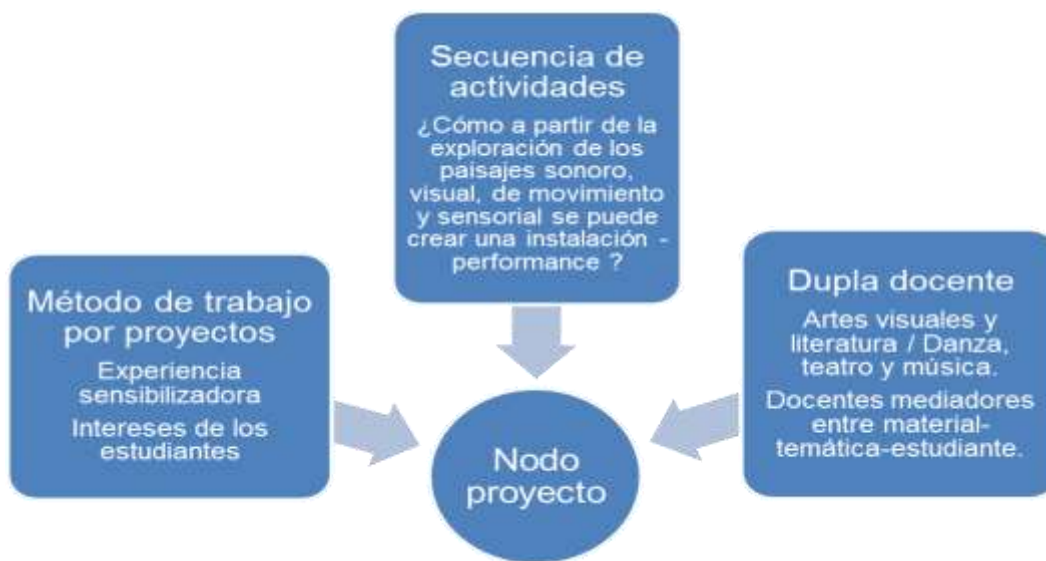 Secuencia de
actividades
¿Cómo a partir de la
exploración de los
paisajes sonoro,
visual, de movimiento
y sensorial se puede
crear una instalación -
performance ?
Método de trabajo
por proyectos
Experiencia
sensibilizadora
Intereses de los
estudiantes
Dupla docente
Artes visuales y
literatura / Danza,
teatro y música.
Docentes mediadores
entre material-
temática-estudiante.
Nodo
proyecto